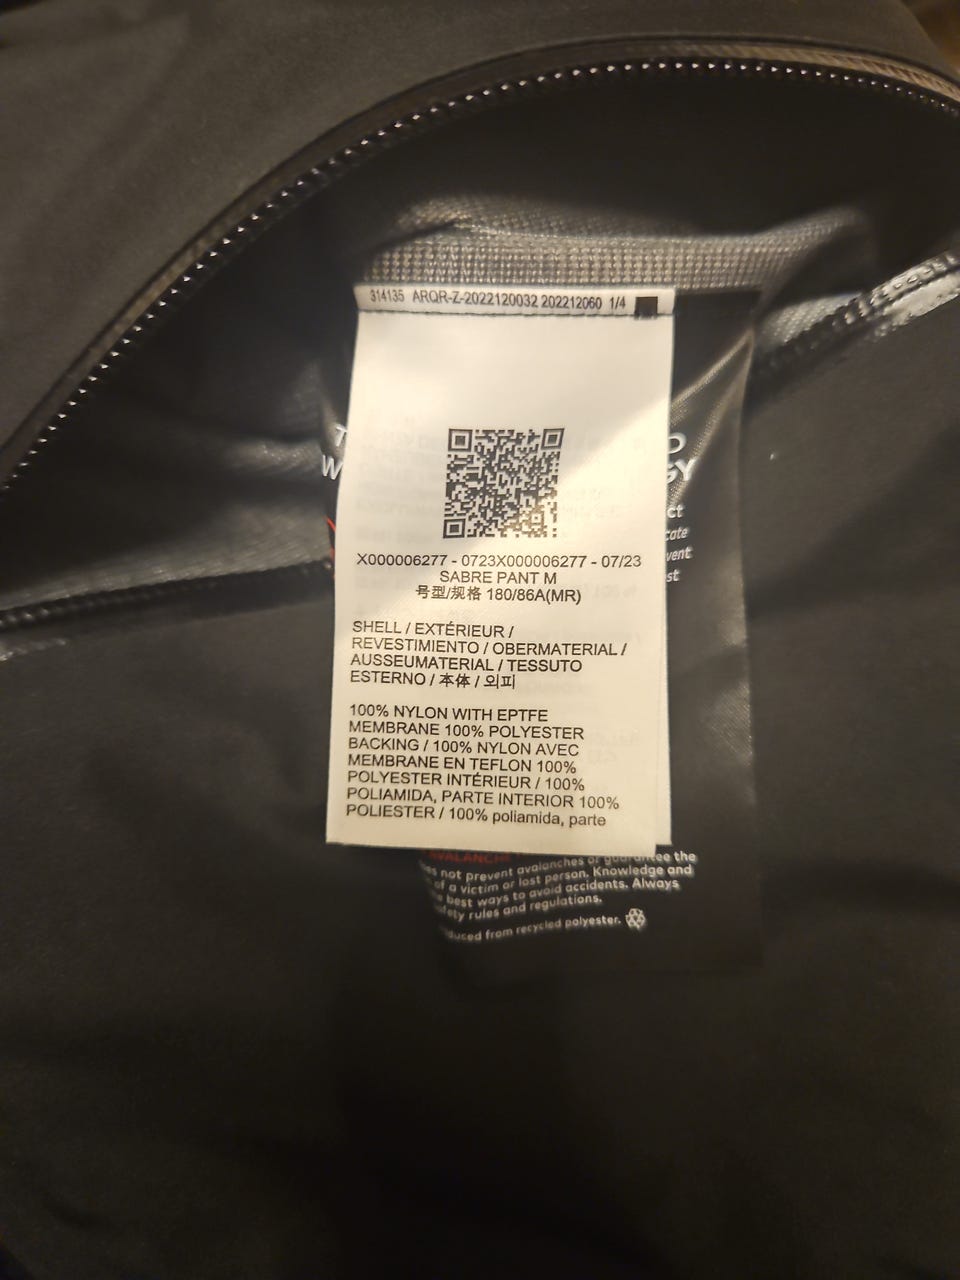 314135 ARQR-Z-2022120032 202212060 1/4
X000006277 - 0723X000006277 - 07/23
SABRE PANT M
号型/规格 180/86A(MR)
SHELL / EXTÉRIEUR /
REVESTIMIENTO / OBERMATERIAL /
AUSSEUMATERIAL / TESSUTO
ESTERNO / 本体 / 외피
100% NYLON WITH EPTFE
MEMBRANE 100% POLYESTER
BACKING / 100% NYLON AVEC
MEMBRANE EN TEFLON 100%
POLYESTER INTÉRIEUR / 100%
POLIAMIDA, PARTE INTERIOR 100%
POLIESTER / 100% poliamida, parte
AVALANCHE
not prevent avalanches or guarantee the
of a victim or lost person. Knowledge and
best ways to avoid accidents. Always
rules and regulations.
from recycled polyester.